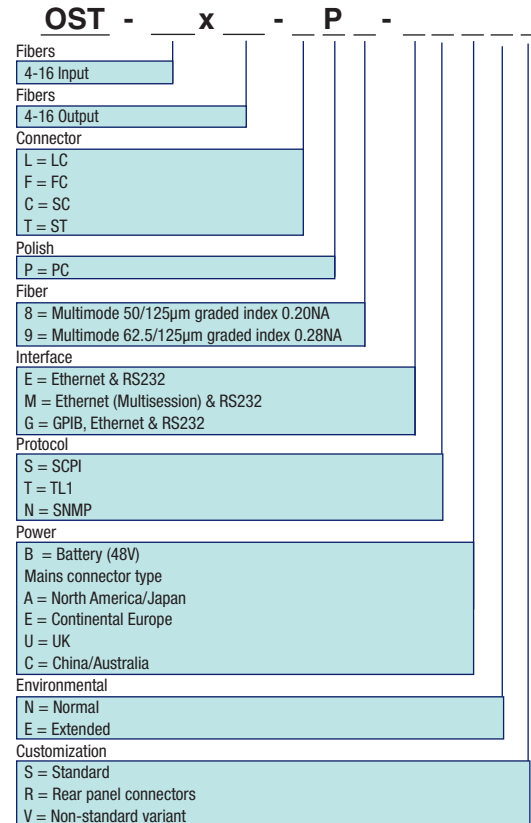 OST - ___ x ___ - _ P _ - _ _ _ _ _
Fibers
4-16 Input
Fibers
4-16 Output
Connector
L = LC
F = FC
C = SC
T = ST
Polish
P = PC
Fiber
8 = Multimode 50/125µm graded index 0.20NA
9 = Multimode 62.5/125µm graded index 0.28NA
Interface
E = Ethernet & RS232
M = Ethernet (Multisession) & RS232
G = GPIB, Ethernet & RS232
Protocol
S = SCPI
T = TL1
N = SNMP
Power
B = Battery (48V)
Mains connector type
A = North America/Japan
E = Continental Europe
U = UK
C = China/Australia
Environmental
N = Normal
E = Extended
Customization
S = Standard
R = Rear panel connectors
V = Non-standard variant